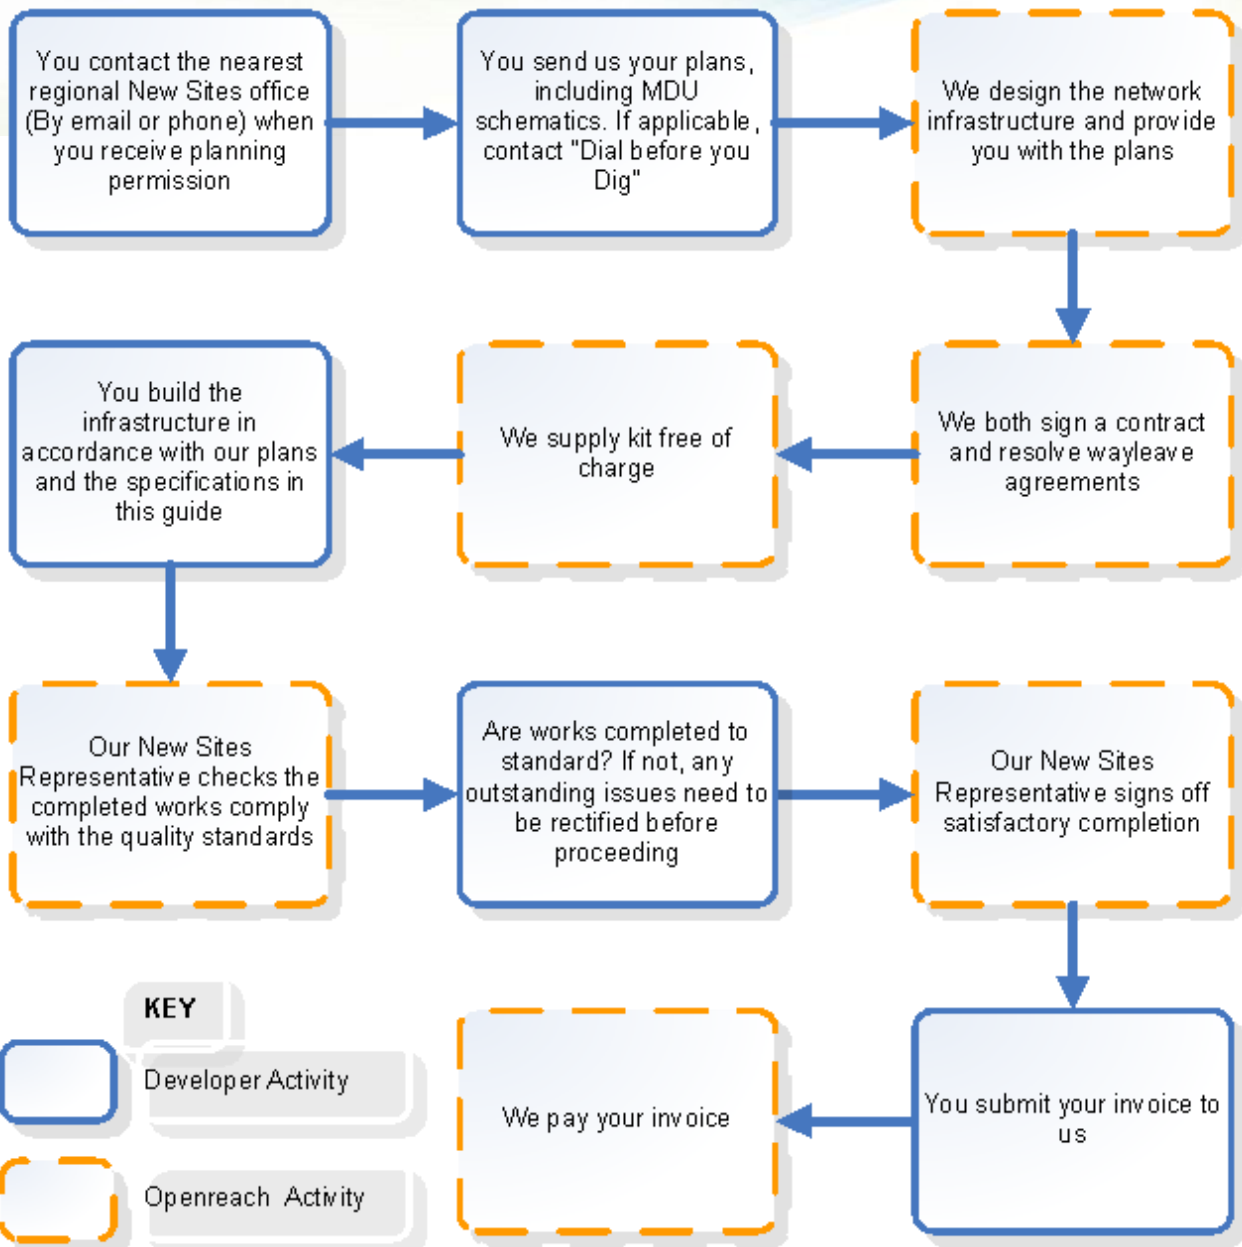 You contact the nearest
regional New Sites office
(By email or phone) when
you receive planning
permission
You send us your plans,
including MDU
schematics. If applicable,
contact "Dial before you
Dig"
We design the network
infrastructure and provide
you with the plans
We both sign a contract
and resolve wayleave
agreements
We supply kit free of
charge
You build the
infrastructure in
accordance with our plans
and the specifications in
this guide
Our New Sites
Representative checks the
completed works comply
with the quality standards
Are works completed to
standard? If not, any
outstanding issues need to
be rectified before
proceeding
Our New Sites
Representative signs off
satisfactory completion
You submit your invoice to
us
We pay your invoice
KEY
Developer Activity
Openreach Activity